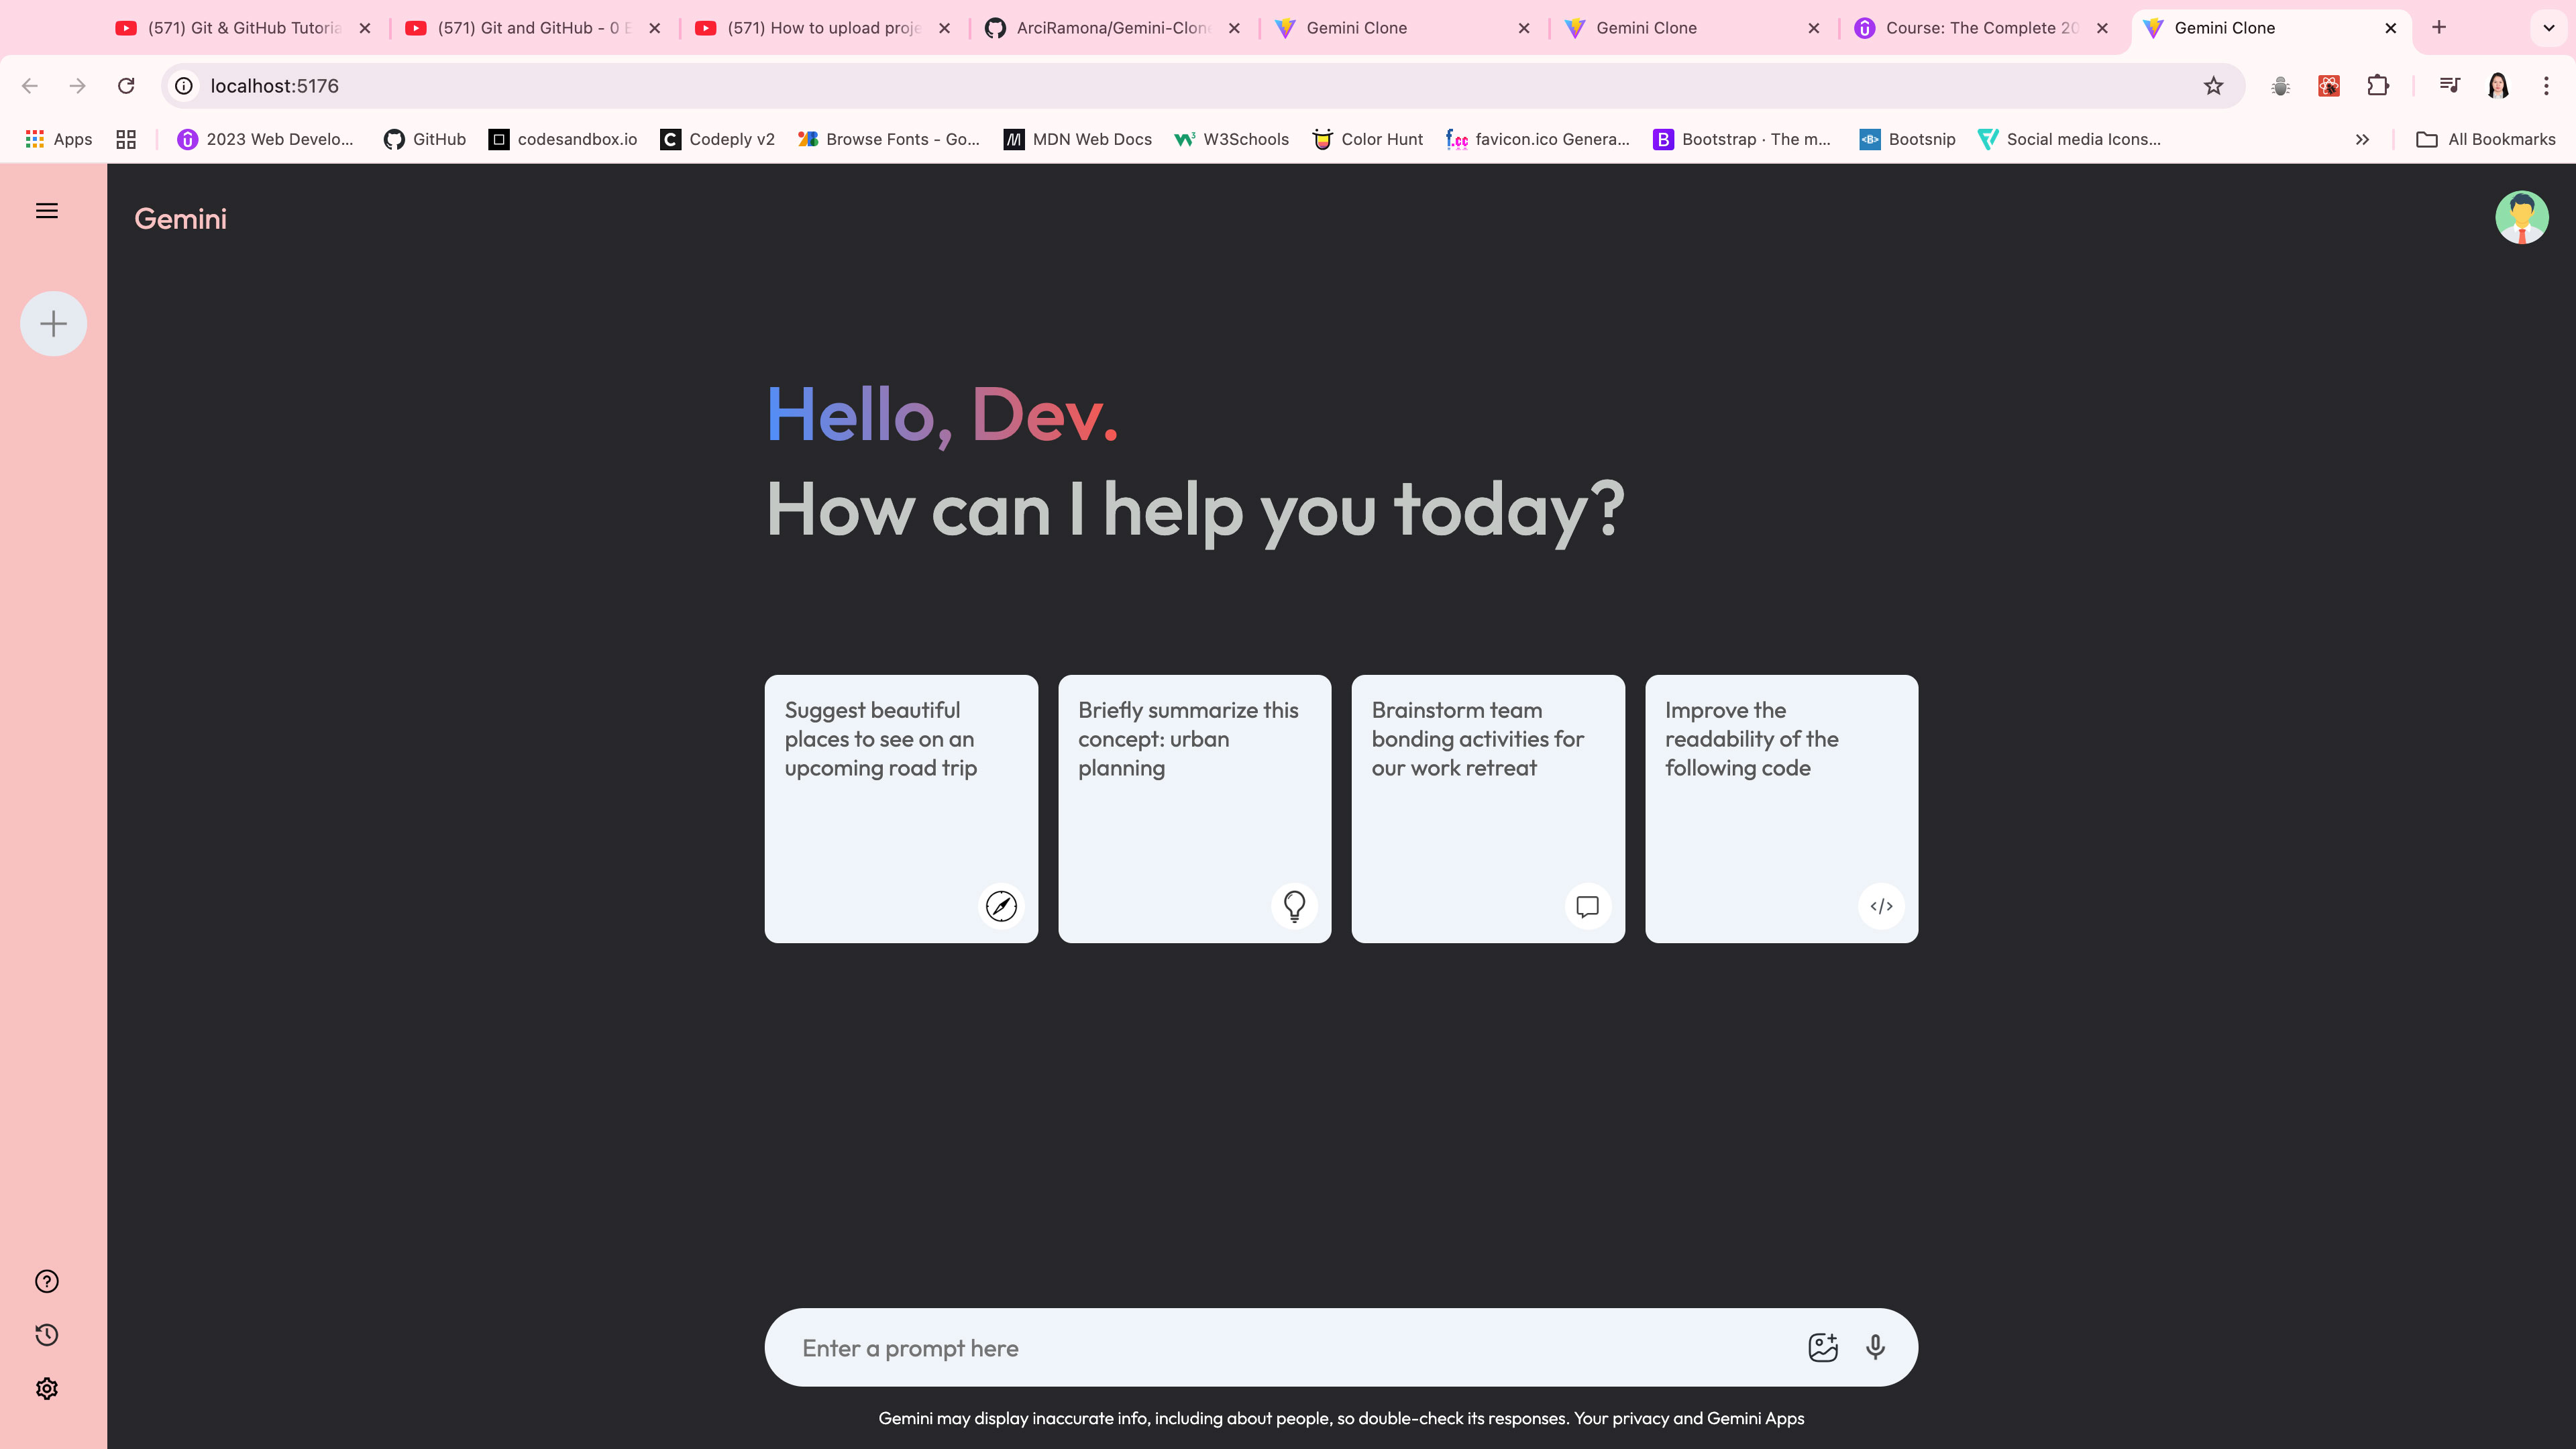 (571) Git & GitHub Tutoria
(571) Git and GitHub - 0 E
(571) How to upload proje
ArciRamona/Gemini-Clone
Gemini Clone
Gemini Clone
Course: The Complete 20
Gemini Clone
localhost:5176
Apps
2023 Web Develo...
GitHub
codesandbox.io
Codeply v2
Browse Fonts - Go...
MDN Web Docs
W3Schools
Color Hunt
favicon.ico Genera...
Bootstrap · The m...
Bootsnip
Social media Icons...
All Bookmarks
Gemini
Hello, Dev.
How can I help you today?
Suggest beautiful
places to see on an
upcoming road trip
Briefly summarize this
concept: urban
planning
Brainstorm team
bonding activities for
our work retreat
Improve the
readability of the
following code
Enter a prompt here
Gemini may display inaccurate info, including about people, so double-check its responses. Your privacy and Gemini Apps